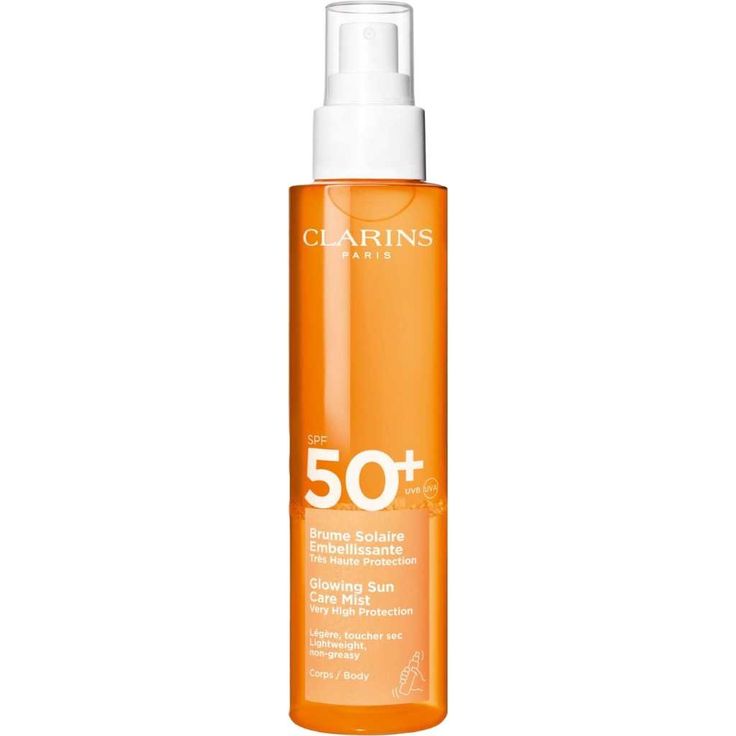 CLARINS
PARIS
SPF
50+
UVB UVA
Brume Solaire
Embellissante
Très Haute Protection
Glowing Sun
Care Mist
Very High Protection
Légère, toucher sec
Lightweight,
non-greasy
Corps / Body